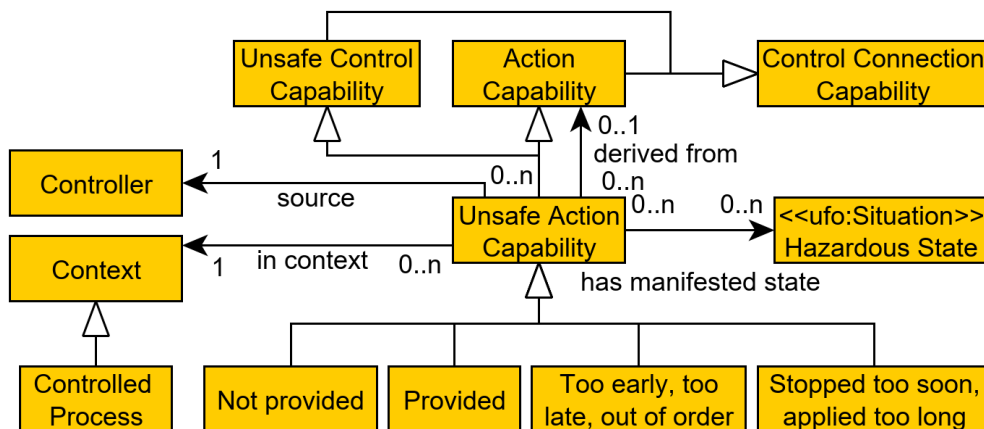 Unsafe Control
Capability
Action
Capability
Control Connection
Capability
0..1
derived from
0..n
Controller
1
source
0..n
Unsafe Action
Capability
0..n
0..n
<<ufo:Situation>>
Hazardous State
Context
1
in context
0..n
has manifested state
Controlled
Process
Not provided
Provided
Too early, too
late, out of order
Stopped too soon,
applied too long